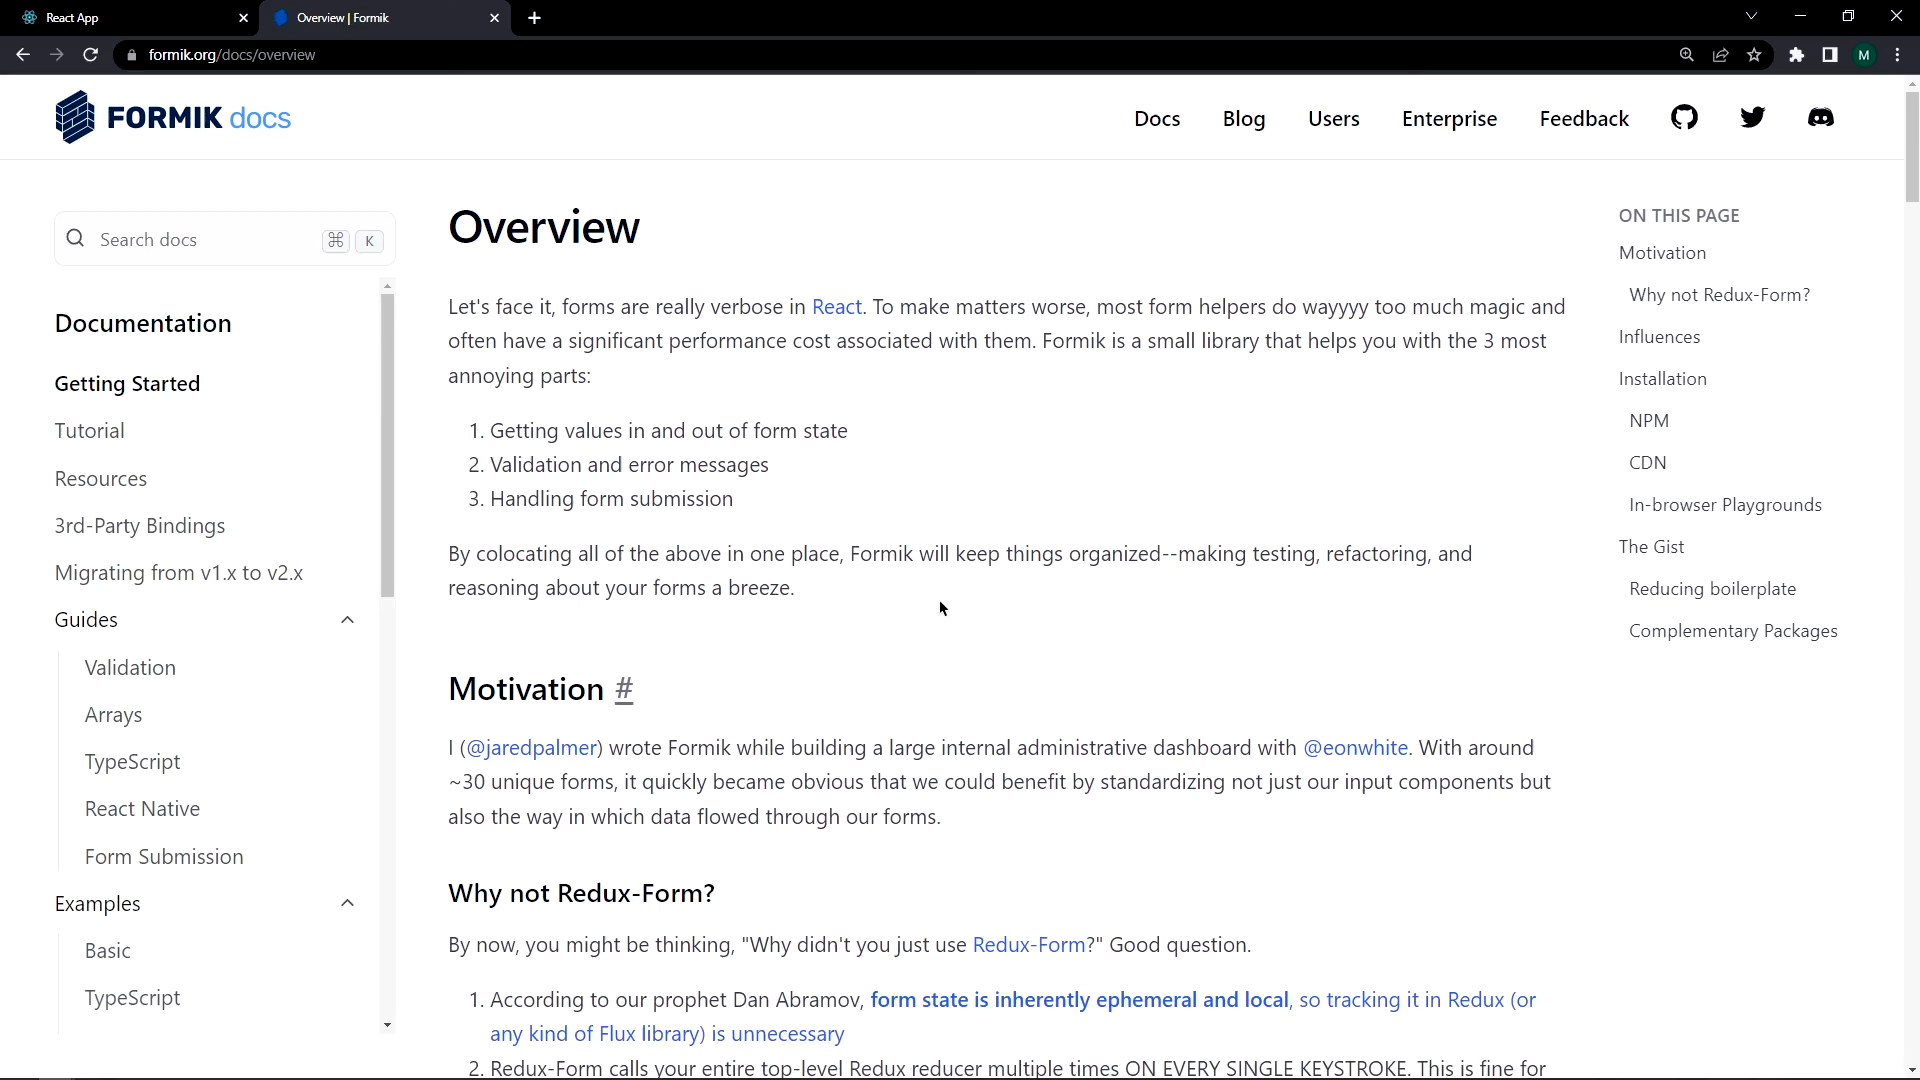 React App
Overview | Formik
formik.org/docs/overview
M
FORMIK docs
Docs
Blog
Users
Enterprise
Feedback
Search docs
⌘ K
Documentation
Getting Started
Tutorial
Resources
3rd-Party Bindings
Migrating from v1.x to v2.x
Guides
Validation
Arrays
TypeScript
React Native
Form Submission
Examples
Basic
TypeScript
Overview
Let's face it, forms are really verbose in React. To make matters worse, most form helpers do wayyyy too much magic and
often have a significant performance cost associated with them. Formik is a small library that helps you with the 3 most
annoying parts:
1. Getting values in and out of form state
2. Validation and error messages
3. Handling form submission
By colocating all of the above in one place, Formik will keep things organized--making testing, refactoring, and
reasoning about your forms a breeze.
Motivation #
I (@jaredpalmer) wrote Formik while building a large internal administrative dashboard with @eonwhite. With around
~30 unique forms, it quickly became obvious that we could benefit by standardizing not just our input components but
also the way in which data flowed through our forms.
Why not Redux-Form?
By now, you might be thinking, "Why didn't you just use Redux-Form?" Good question.
1. According to our prophet Dan Abramov, form state is inherently ephemeral and local, so tracking it in Redux (or
any kind of Flux library) is unnecessary
2. Redux-Form calls your entire top-level Redux reducer multiple times ON EVERY SINGLE KEYSTROKE. This is fine for
ON THIS PAGE
Motivation
Why not Redux-Form?
Influences
Installation
NPM
CDN
In-browser Playgrounds
The Gist
Reducing boilerplate
Complementary Packages